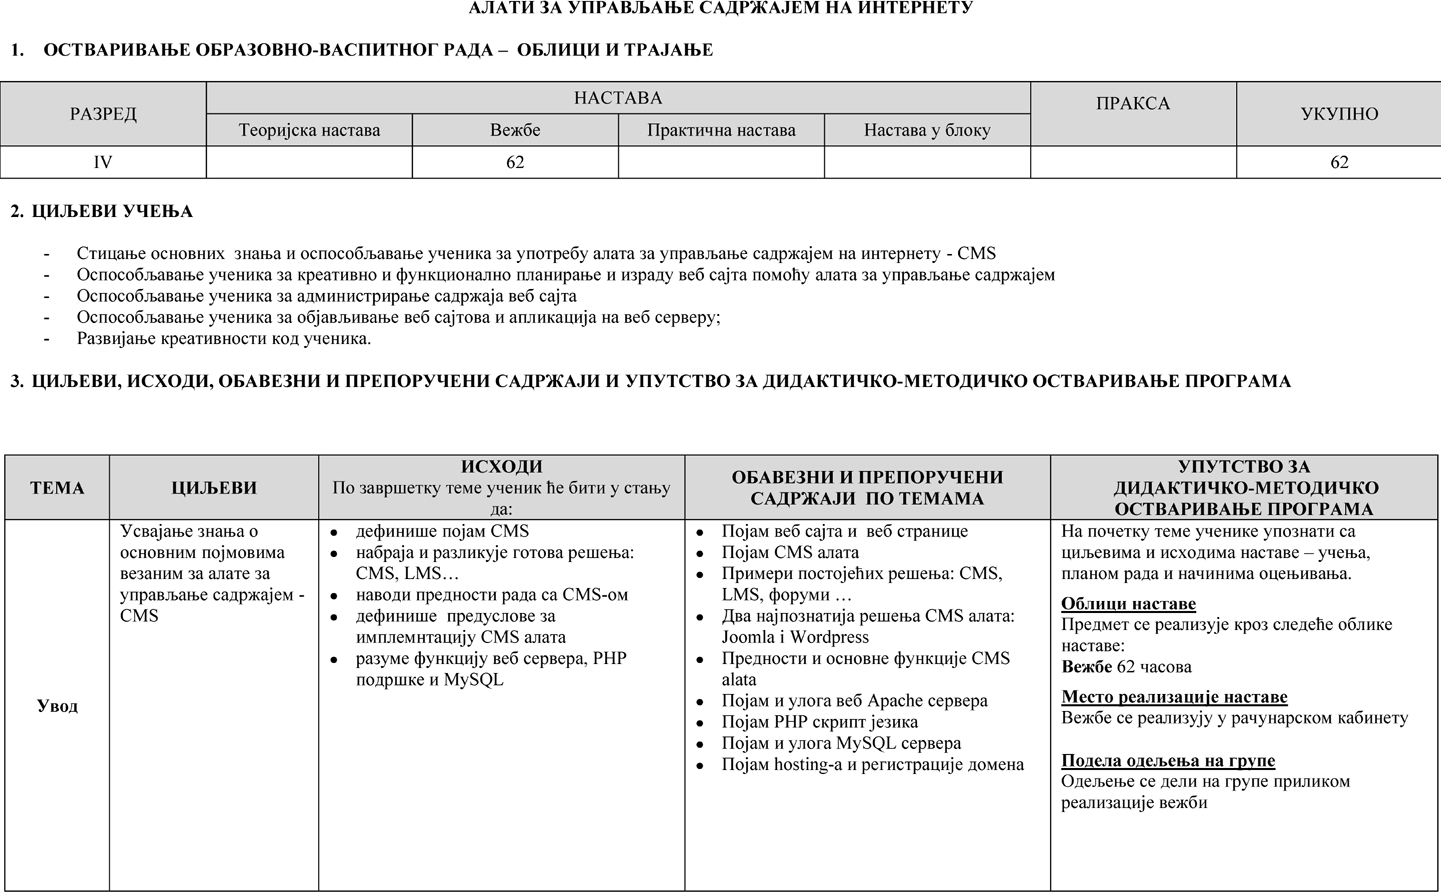 АЛАТИ ЗА УПРАВЉАЊЕ САДРЖАЈЕМ НА ИНТЕРНЕТУ
1. ОСТВАРИВАЊЕ ОБРАЗОВНО-ВАСПИТНОГ РАДА – ОБЛИЦИ И ТРАЈАЊЕ
РАЗРЕД
НАСТАВА
ПРАКСА
УКУПНО
Теоријска настава
Вежбе
Практична настава
Настава у блоку
IV
62
62
2. ЦИЉЕВИ УЧЕЊА
- Стицање основних знања и оспособљавање ученика за употребу алата за управљање садржајем на интернету - CMS
- Оспособљавање ученика за креативно и функционално планирање и израду веб сајта помоћу алата за управљање садржајем
- Оспособљавање ученика за администрирање садржаја веб сајта
- Оспособљавање ученика за објављивање веб сајтова и апликација на веб серверу;
- Развијање креативности код ученика.
3. ЦИЉЕВИ, ИСХОДИ, ОБАВЕЗНИ И ПРЕПОРУЧЕНИ САДРЖАЈИ И УПУТСТВО ЗА ДИДАКТИЧКО-МЕТОДИЧКО ОСТВАРИВАЊЕ ПРОГРАМА
ТЕМА
ЦИЉЕВИ
ИСХОДИ
По завршетку теме ученик ће бити у стању
да:
ОБАВЕЗНИ И ПРЕПОРУЧЕНИ
САДРЖАЈИ ПО ТЕМАМА
УПУТСТВО ЗА
ДИДАКТИЧКО-МЕТОДИЧКО
ОСТВАРИВАЊЕ ПРОГРАМА
Увод
Усвајање знања о
основним појмовима
везаним за алате за
управљање садржајем -
CMS
• дефинише појам CMS
• набраја и разликује готова решења:
CMS, LMS…
• наводи предности рада са CMS-ом
• дефинише предуслове за
имплемнтацију CMS алата
• разуме функцију веб сервера, PHP
подршке и MySQL
• Појам веб сајта и веб странице
• Појам CMS алата
• Примери постојећих решења: CMS,
LMS, форуми …
• Два најпознатија решења CMS алата:
Joomla i Wordpress
• Предности и основне функције CMS
alata
• Појам и улога веб Apache сервера
• Појам PHP скрипт језика
• Појам и улога MySQL сервера
• Појам hosting-а и регистрације домена
На почетку теме ученике упознати са
циљевима и исходима наставе – учења,
планом рада и начинима оцењивања.
Облици наставе
Предмет се реализује кроз следеће облике
наставе:
Вежбе 62 часова
Место реализације наставе
Вежбе се реализују у рачунарском кабинету
Подела одељења на групе
Одељење се дели на групе приликом
реализације вежби